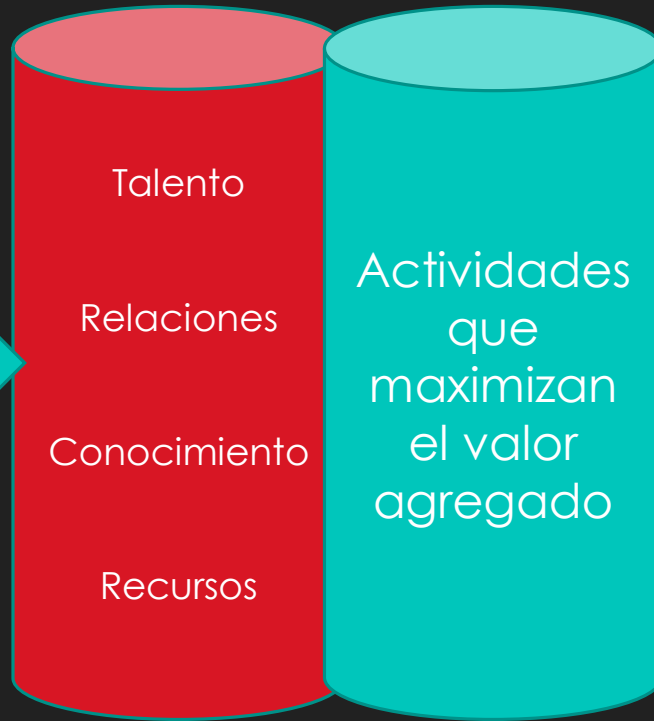 Talento
Relaciones
Conocimiento
Recursos
Actividades
que
maximizan
el valor
agregado